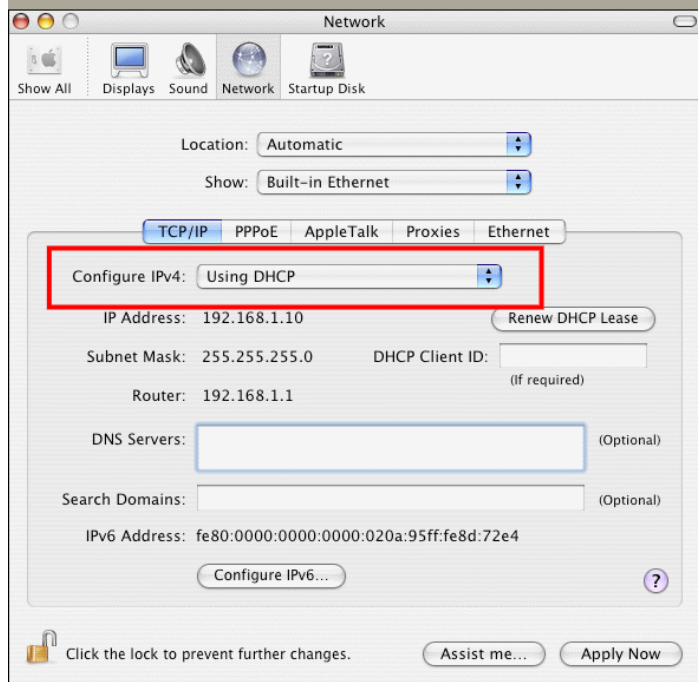 Network
Show All Displays Sound Network Startup Disk
Location: Automatic
Show: Built-in Ethernet
TCP/IP PPPoE AppleTalk Proxies Ethernet
Configure IPv4: Using DHCP
IP Address: 192.168.1.10 Renew DHCP Lease
Subnet Mask: 255.255.255.0 DHCP Client ID:
(If required)
Router: 192.168.1.1
DNS Servers: (Optional)
Search Domains: (Optional)
IPv6 Address: fe80:0000:0000:0000:020a:95ff:fe8d:72e4
Configure IPv6... ?
Click the lock to prevent further changes. Assist me... Apply Now